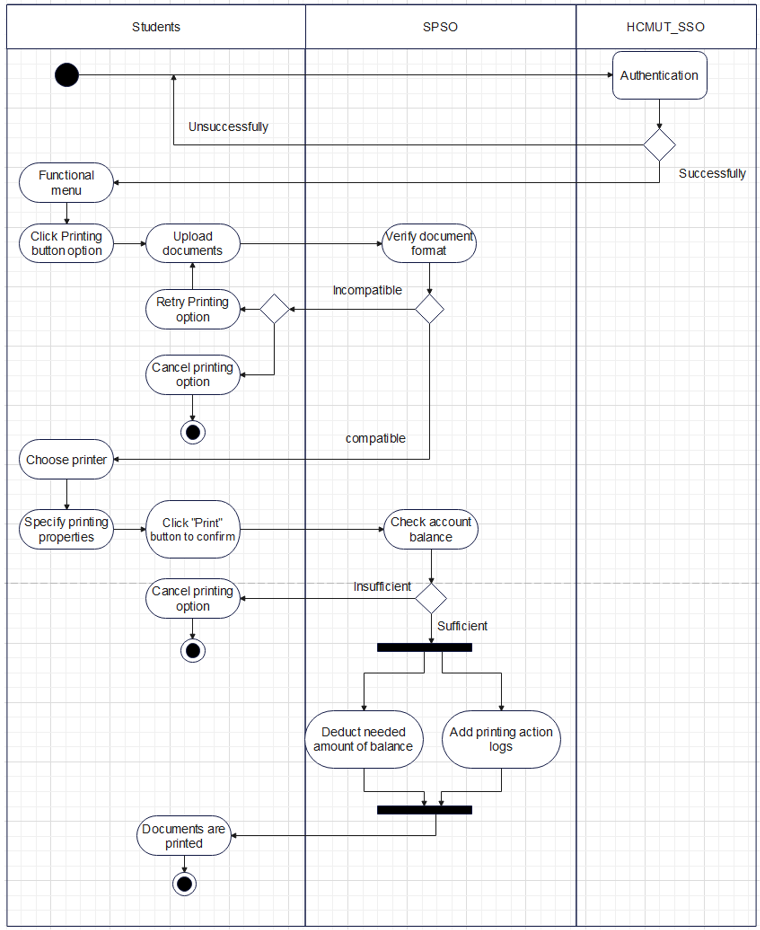 Students
SPSO
HCMUT_SSO
Authentication
Unsuccessfully
Successfully
Functional
menu
Click Printing
button option
Upload
documents
Verify document
format
Incompatible
Retry Printing
option
Cancel printing
option
compatible
Choose printer
Specify printing
properties
Click "Print"
button to confirm
Check account
balance
Insufficient
Cancel printing
option
Sufficient
Deduct needed
amount of balance
Add printing action
logs
Documents are
printed